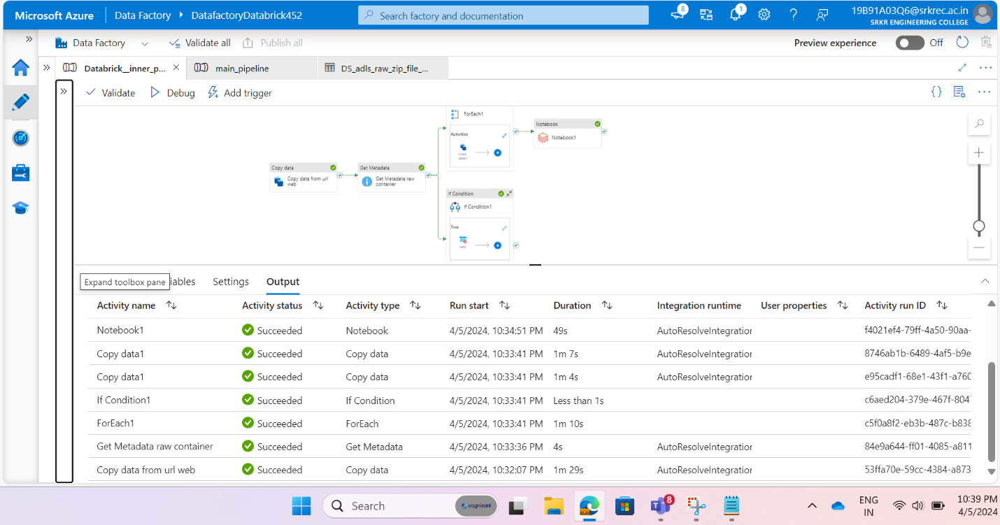 Microsoft Azure
Data Factory
DatafactoryDatabrick452
Search factory and documentation
8
1
19B91A03Q6@srkrec.ac.in
SRKR ENGINEERING COLLEGE
Data Factory
Validate all
Publish all
Preview experience
Off
Databrick__inner_p...
main_pipeline
DS_adls_raw_zip_file_...
Validate
Debug
Add trigger
ForEach1
Activities
Copy data1
Notebook
Notebook1
Copy data
Copy data from url web
Get Metadata
Get Metadata raw container
If Condition
If Condition1
True
Expand toolbox pane
iables
Settings
Output
Activity name Activity status Activity type Run start Duration Integration runtime User properties Activity run ID
Notebook1 Succeeded Notebook 4/5/2024, 10:34:51 PM 49s AutoResolveIntegration f4021ef4-79ff-4a50-90aa-
Copy data1 Succeeded Copy data 4/5/2024, 10:33:41 PM 1m 7s AutoResolveIntegration 8746ab1b-6489-4af5-b9e
Copy data1 Succeeded Copy data 4/5/2024, 10:33:41 PM 1m 4s AutoResolveIntegration e95cadf1-68e1-43f1-a760
If Condition1 Succeeded If Condition 4/5/2024, 10:33:41 PM Less than 1s c6aed204-379e-467f-804
ForEach1 Succeeded ForEach 4/5/2024, 10:33:41 PM 1m 10s c5f0a8f2-eb3b-487c-b838
Get Metadata raw container Succeeded Get Metadata 4/5/2024, 10:33:36 PM 4s AutoResolveIntegration 84e9a644-ff01-4085-a811
Copy data from url web Succeeded Copy data 4/5/2024, 10:32:07 PM 1m 29s AutoResolveIntegration 53ffa70e-59cc-4384-a873
Search
cognizant
8
ENG
IN
10:39 PM
4/5/2024